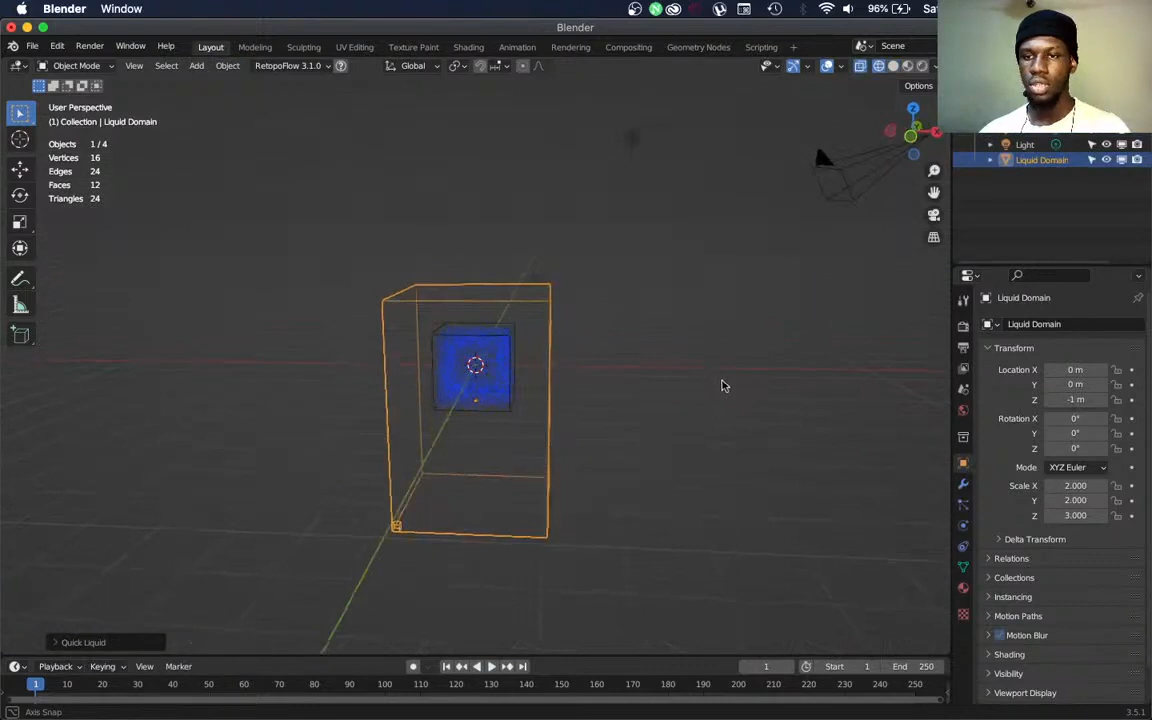 Blender Window 96% Sa
Blender
File Edit Render Window Help Layout Modeling Sculpting UV Editing Texture Paint Shading Animation Rendering Compositing Geometry Nodes Scripting + Scene
Object Mode View Select Add Object RetopoFlow 3.1.0 Global
Options
User Perspective
(1) Collection | Liquid Domain
Objects 1 / 4
Vertices 16
Edges 24
Faces 12
Triangles 24
Z
Light
Liquid Domain
Liquid Domain
Liquid Domain
Transform
Location X 0 m
Y 0 m
Z -1 m
Rotation X 0°
Y 0°
Z 0°
Mode XYZ Euler
Scale X 2.000
Y 2.000
Z 3.000
Delta Transform
Relations
Collections
Instancing
Motion Paths
Motion Blur
Shading
Visibility
Viewport Display
Quick Liquid
Playback Keying View Marker 1 Start 1 End 250
1 10 20 30 40 50 60 70 80 90 100 110 120 130 140 150 160 170 180 190 200 210 220 230 240 250
Axis Snap 3.5.1